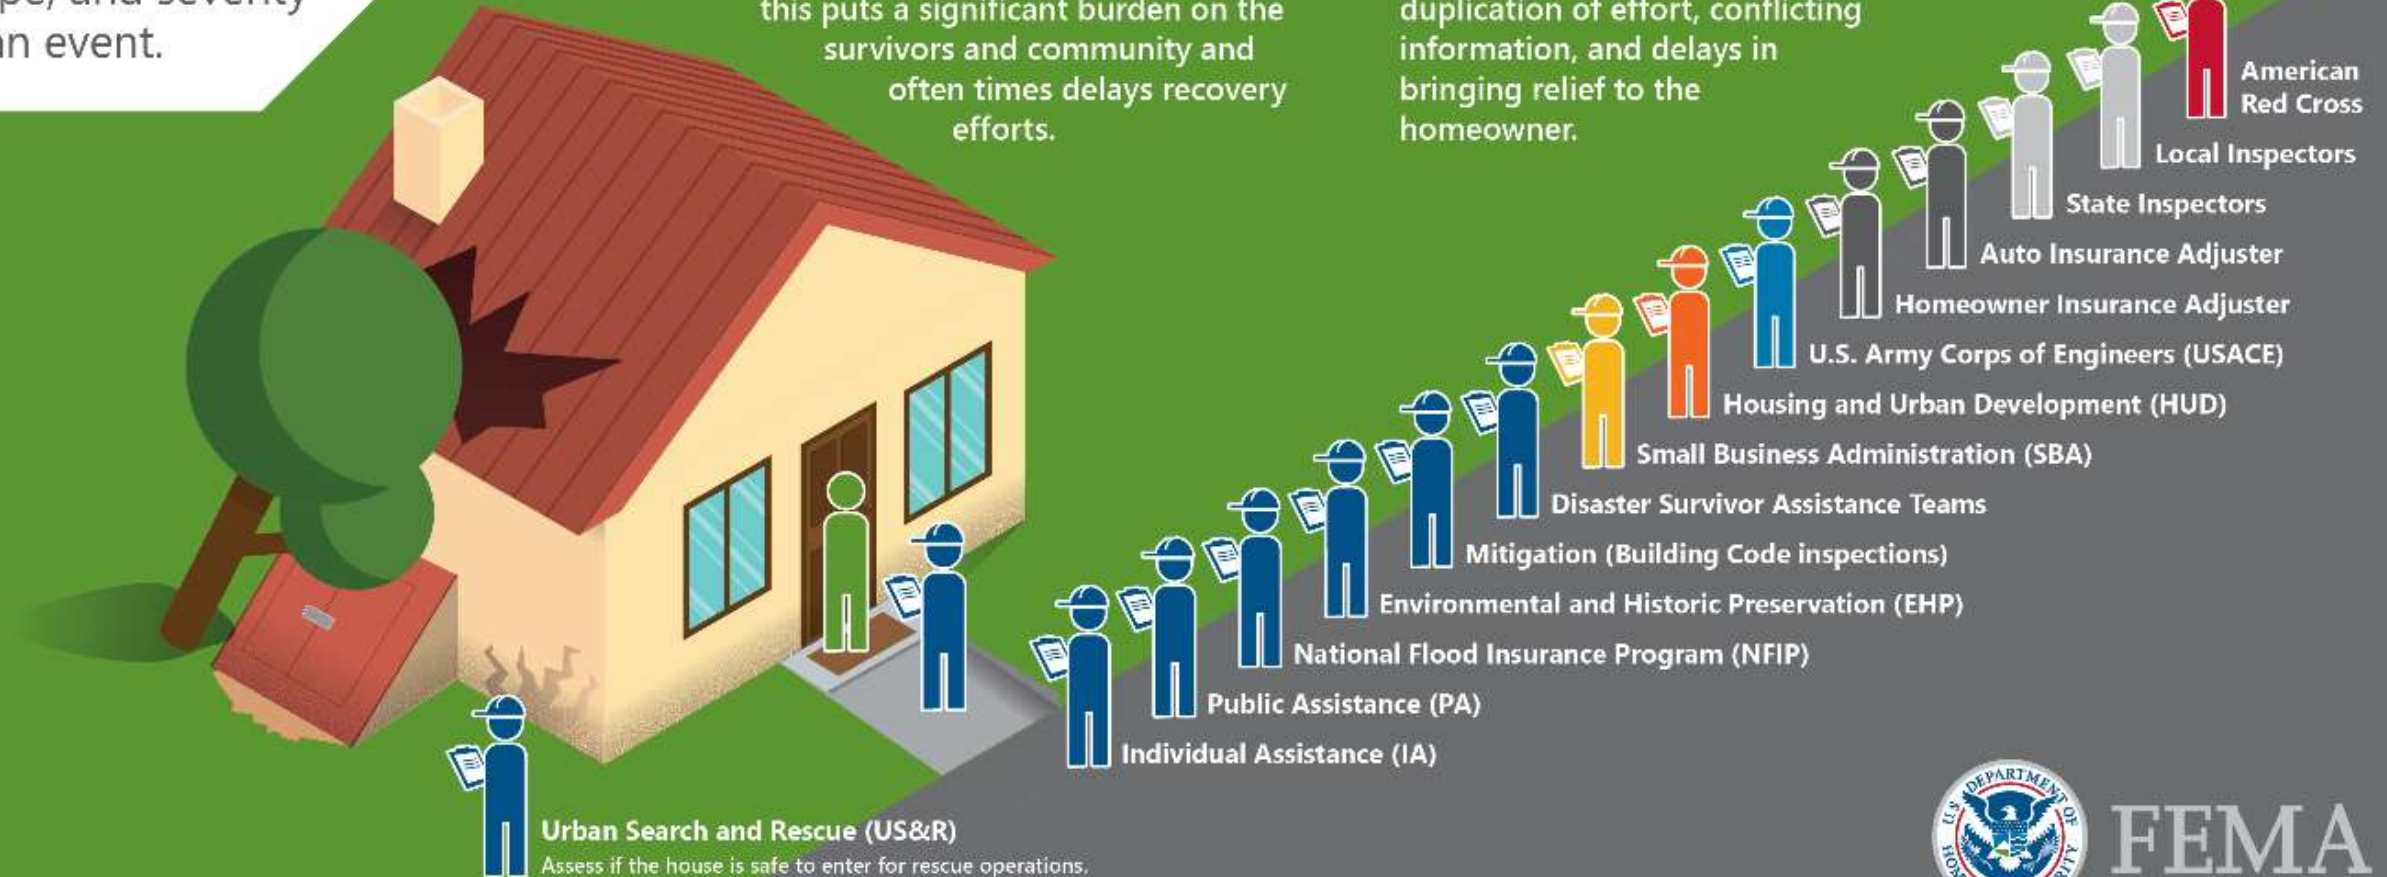 an event.
this puts a significant burden on the
survivors and community and
often times delays recovery
efforts.
duplication of effort, conflicting
information, and delays in
bringing relief to the
homeowner.
American
Red Cross
Local Inspectors
State Inspectors
Auto Insurance Adjuster
Homeowner Insurance Adjuster
U.S. Army Corps of Engineers (USACE)
Housing and Urban Development (HUD)
Small Business Administration (SBA)
Disaster Survivor Assistance Teams
Mitigation (Building Code inspections)
Environmental and Historic Preservation (EHP)
National Flood Insurance Program (NFIP)
Public Assistance (PA)
Individual Assistance (IA)
Urban Search and Rescue (US&R)
Assess if the house is safe to enter for rescue operations.
U.S. DEPARTMENT OF
FEMA